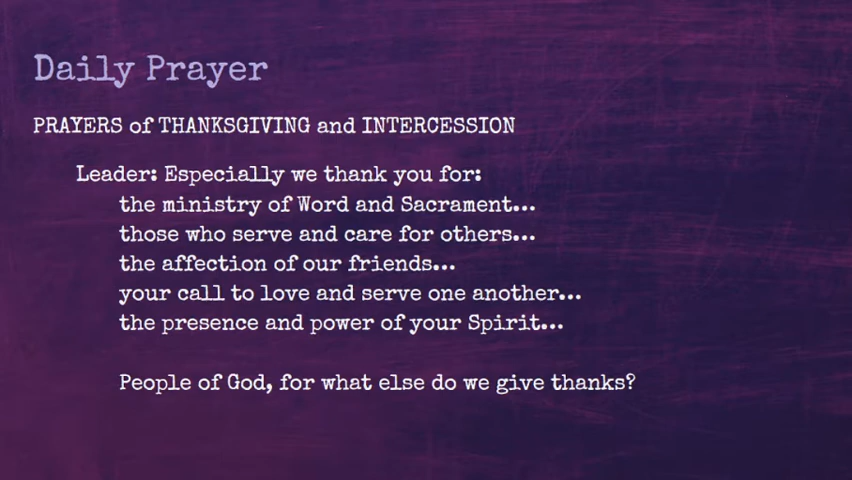 Daily Prayer
PRAYERS of THANKSGIVING and INTERCESSION
Leader: Especially we thank you for:
the ministry of Word and Sacrament...
those who serve and care for others...
the affection of our friends...
your call to love and serve one another...
the presence and power of your Spirit...
People of God, for what else do we give thanks?